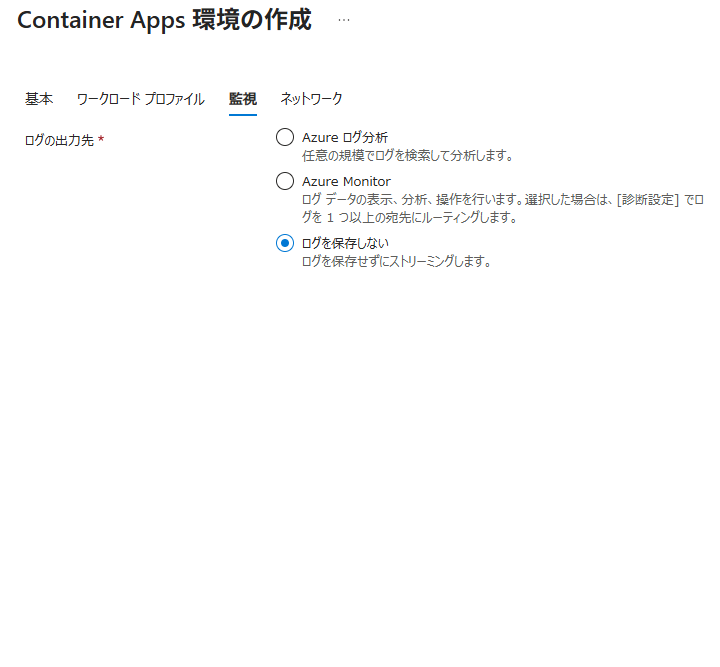 Container Apps 環境の作成 …
基本 ワークロード プロファイル 監視 ネットワーク
ログの出力先 *
Azure ログ分析
任意の規模でログを検索して分析します。
Azure Monitor
ログ データの表示、分析、操作を行います。選択した場合は、[診断設定] でロ
グを 1 つ以上の宛先にルーティングします。
ログを保存しない
ログを保存せずにストリーミングします。